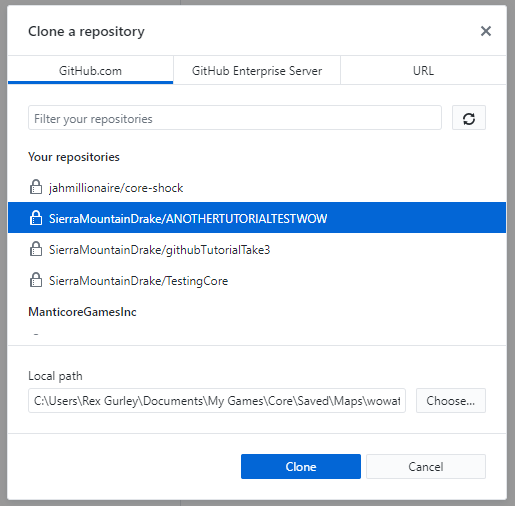 Clone a repository
GitHub.com
GitHub Enterprise Server
URL
Filter your repositories
Your repositories
jahmillionaire/core-shock
SierraMountainDrake/ANOTHERTUTORIALTESTWOW
SierraMountainDrake/githubTutorialTake3
SierraMountainDrake/TestingCore
ManticoreGamesInc
Local path
C:\Users\Rex Gurley\Documents\My Games\Core\Saved\Maps\wowat
Choose...
Clone
Cancel